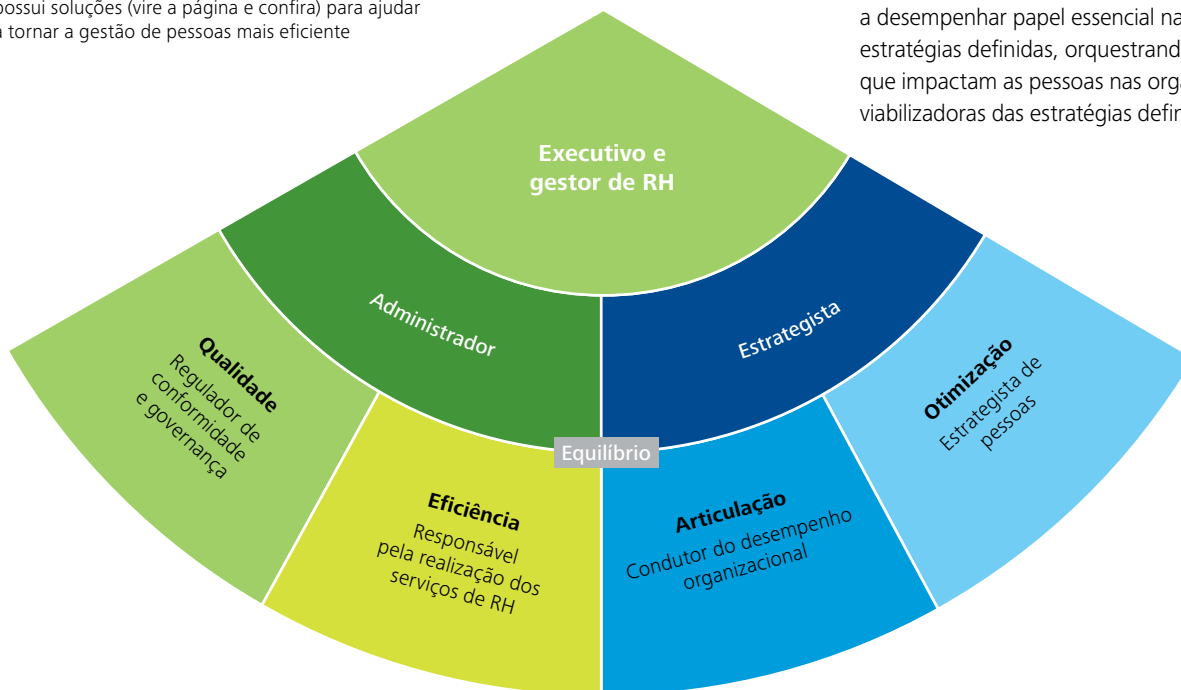 possui soluções (vire a página e confira) para ajudar
a tornar a gestão de pessoas mais eficiente
a desempenhar papel essencial na
estratégias definidas, orquestrand
que impactam as pessoas nas orga
viabilizadoras das estratégias defin
Executivo e
gestor de RH
Administrador
Estrategista
Equilíbrio
Qualidade
Regulador de
conformidade
e governança
Eficiência
Responsável
pela realização dos
serviços de RH
Articulação
Condutor do desempenho
organizacional
Otimização
Estrategista de
pessoas